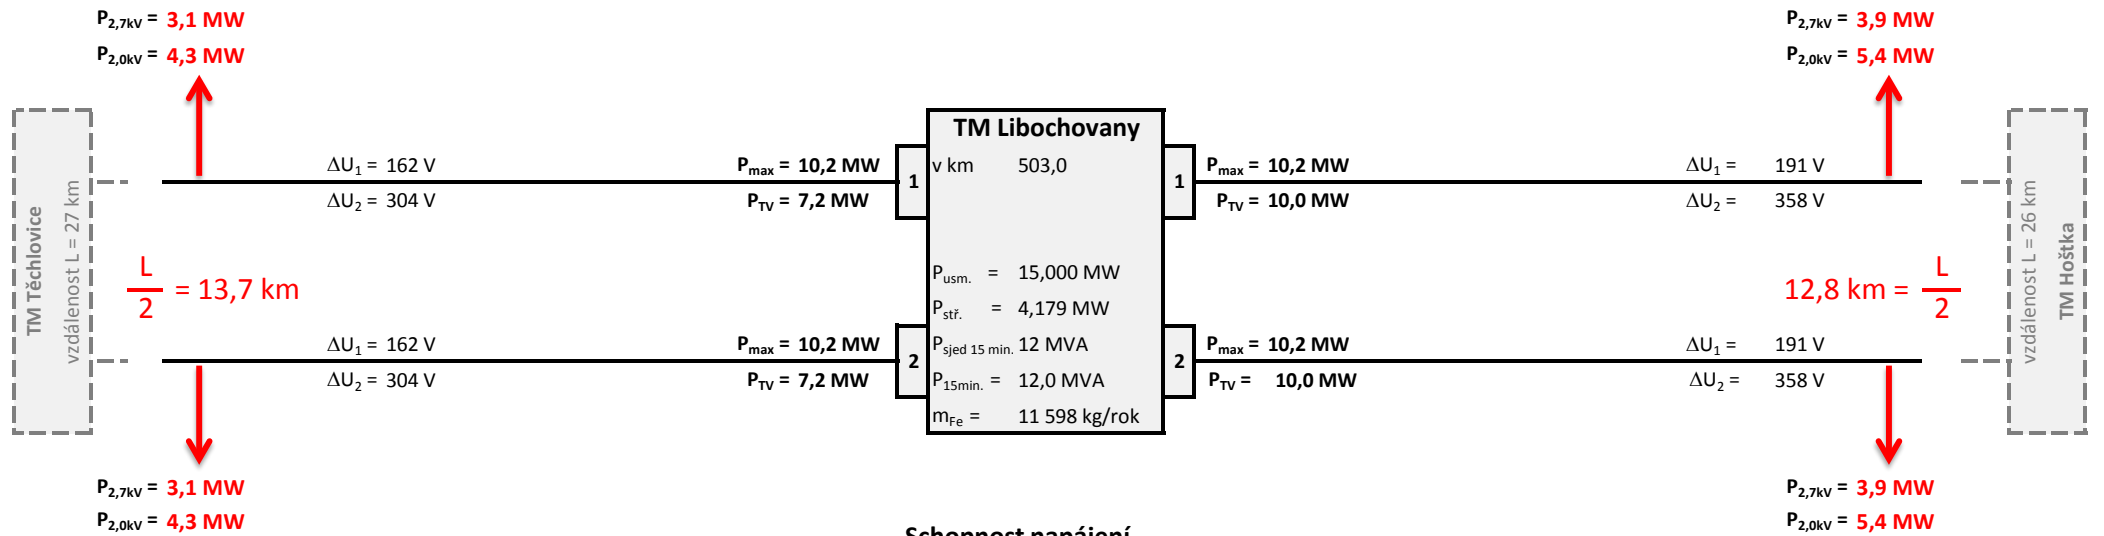 P2,7kV = 3,1 MW
P2,0kV = 4,3 MW
P2,7kV = 3,9 MW
P2,0kV = 5,4 MW
TM Těchlovice
vzdálenost L = 27 km
ΔU1 = 162 V
ΔU2 = 304 V
Pmax = 10,2 MW
PTV = 7,2 MW
1
TM Libochovany
v km 503,0
1
Pmax = 10,2 MW
PTV = 10,0 MW
ΔU1 = 191 V
ΔU2 = 358 V
L
2
= 13,7 km
Pusm. = 15,000 MW
Pstř. = 4,179 MW
Psjed 15 min. 12 MVA
P15min. = 12,0 MVA
mFe = 11 598 kg/rok
12,8 km =
L
2
vzdálenost L = 26 km
TM Hoštka
ΔU1 = 162 V
ΔU2 = 304 V
Pmax = 10,2 MW
PTV = 7,2 MW
2
2
Pmax = 10,2 MW
PTV = 10,0 MW
ΔU1 = 191 V
ΔU2 = 358 V
P2,7kV = 3,1 MW
P2,0kV = 4,3 MW
P2,7kV = 3,9 MW
P2,0kV = 5,4 MW
Schopnost napájení